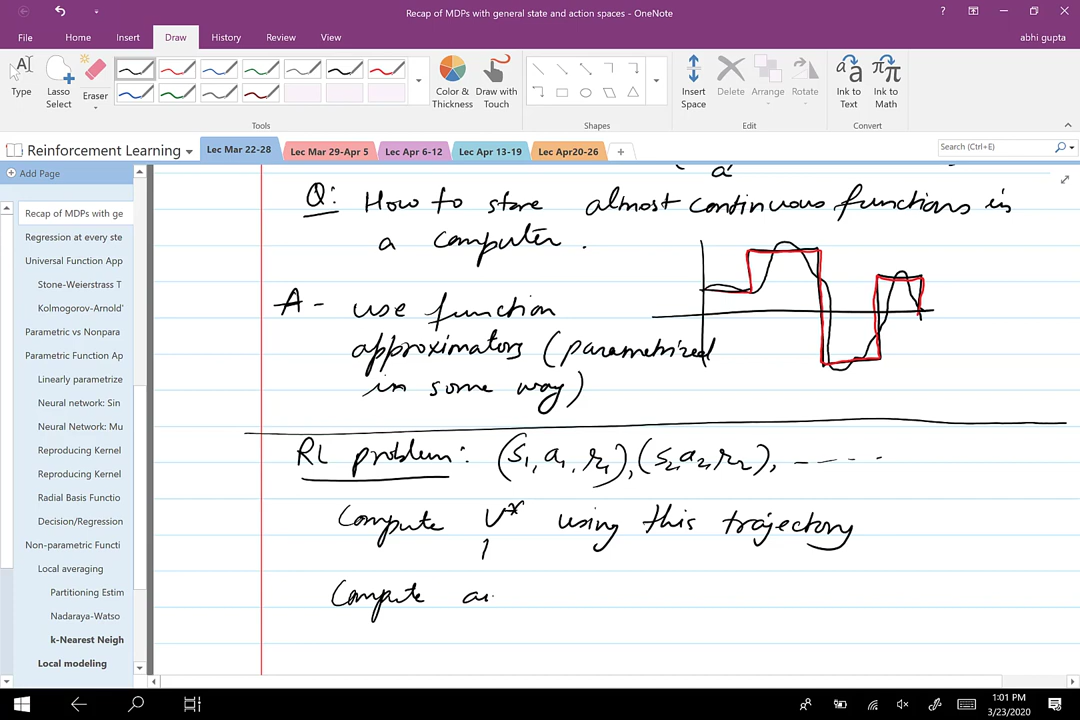 Recap of MDPs with general state and action spaces - OneNote
File Home Insert Draw History Review View
abhi gupta
Type
Lasso Select
Eraser
Color & Thickness
Draw with Touch
Insert Space
Delete
Arrange
Rotate
Ink to Text
Ink to Math
Tools
Shapes
Edit
Convert
Reinforcement Learning
Lec Mar 22-28
Lec Mar 29-Apr 5
Lec Apr 6-12
Lec Apr 13-19
Lec Apr20-26
Search (Ctrl+E)
Add Page
Recap of MDPs with ge
Regression at every ste
Universal Function App
Stone-Weierstrass T
Kolmogorov-Arnold'
Parametric vs Nonpara
Parametric Function Ap
Linearly parametrize
Neural network: Sin
Neural Network: Mu
Reproducing Kernel
Reproducing Kernel
Radial Basis Functio
Decision/Regression
Non-parametric Functi
Local averaging
Partitioning Estim
Nadaraya-Watso
k-Nearest Neigh
Local modeling
Q: How to store almost continuous functions in
a computer.
A - use function
approximators (parametrized
in some way)
RL problem: (s1, a1, r1), (s2, a2, r2), -----
Compute V* using this trajectory
Compute
1:01 PM
3/23/2020